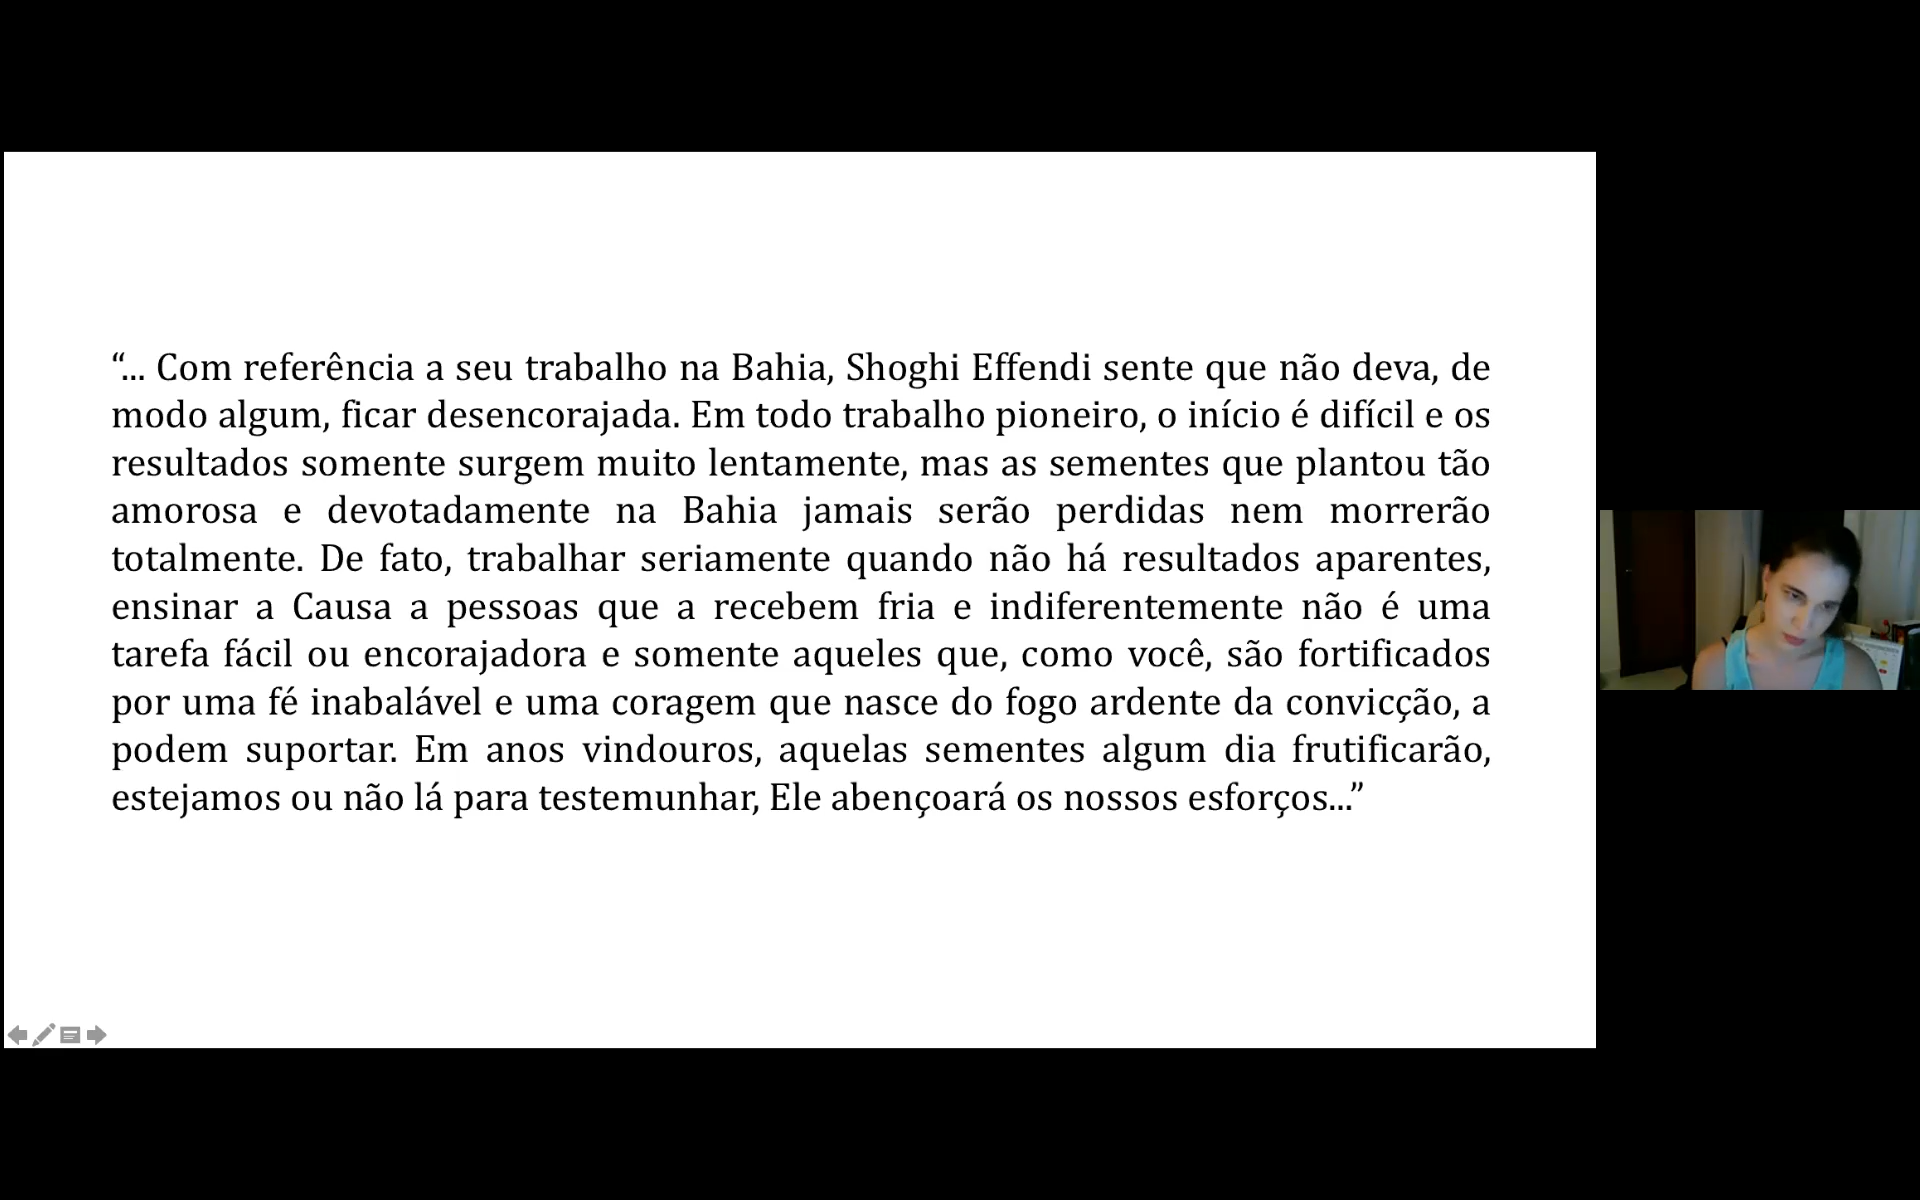 “... Com referência a seu trabalho na Bahia, Shoghi Effendi sente que não deva, de
modo algum, ficar desencorajada. Em todo trabalho pioneiro, o início é difícil e os
resultados somente surgem muito lentamente, mas as sementes que plantou tão
amorosa e devotadamente na Bahia jamais serão perdidas nem morrerão
totalmente. De fato, trabalhar seriamente quando não há resultados aparentes,
ensinar a Causa a pessoas que a recebem fria e indiferentemente não é uma
tarefa fácil ou encorajadora e somente aqueles que, como você, são fortificados
por uma fé inabalável e uma coragem que nasce do fogo ardente da convicção, a
podem suportar. Em anos vindouros, aquelas sementes algum dia frutificarão,
estejamos ou não lá para testemunhar, Ele abençoará os nossos esforços...”